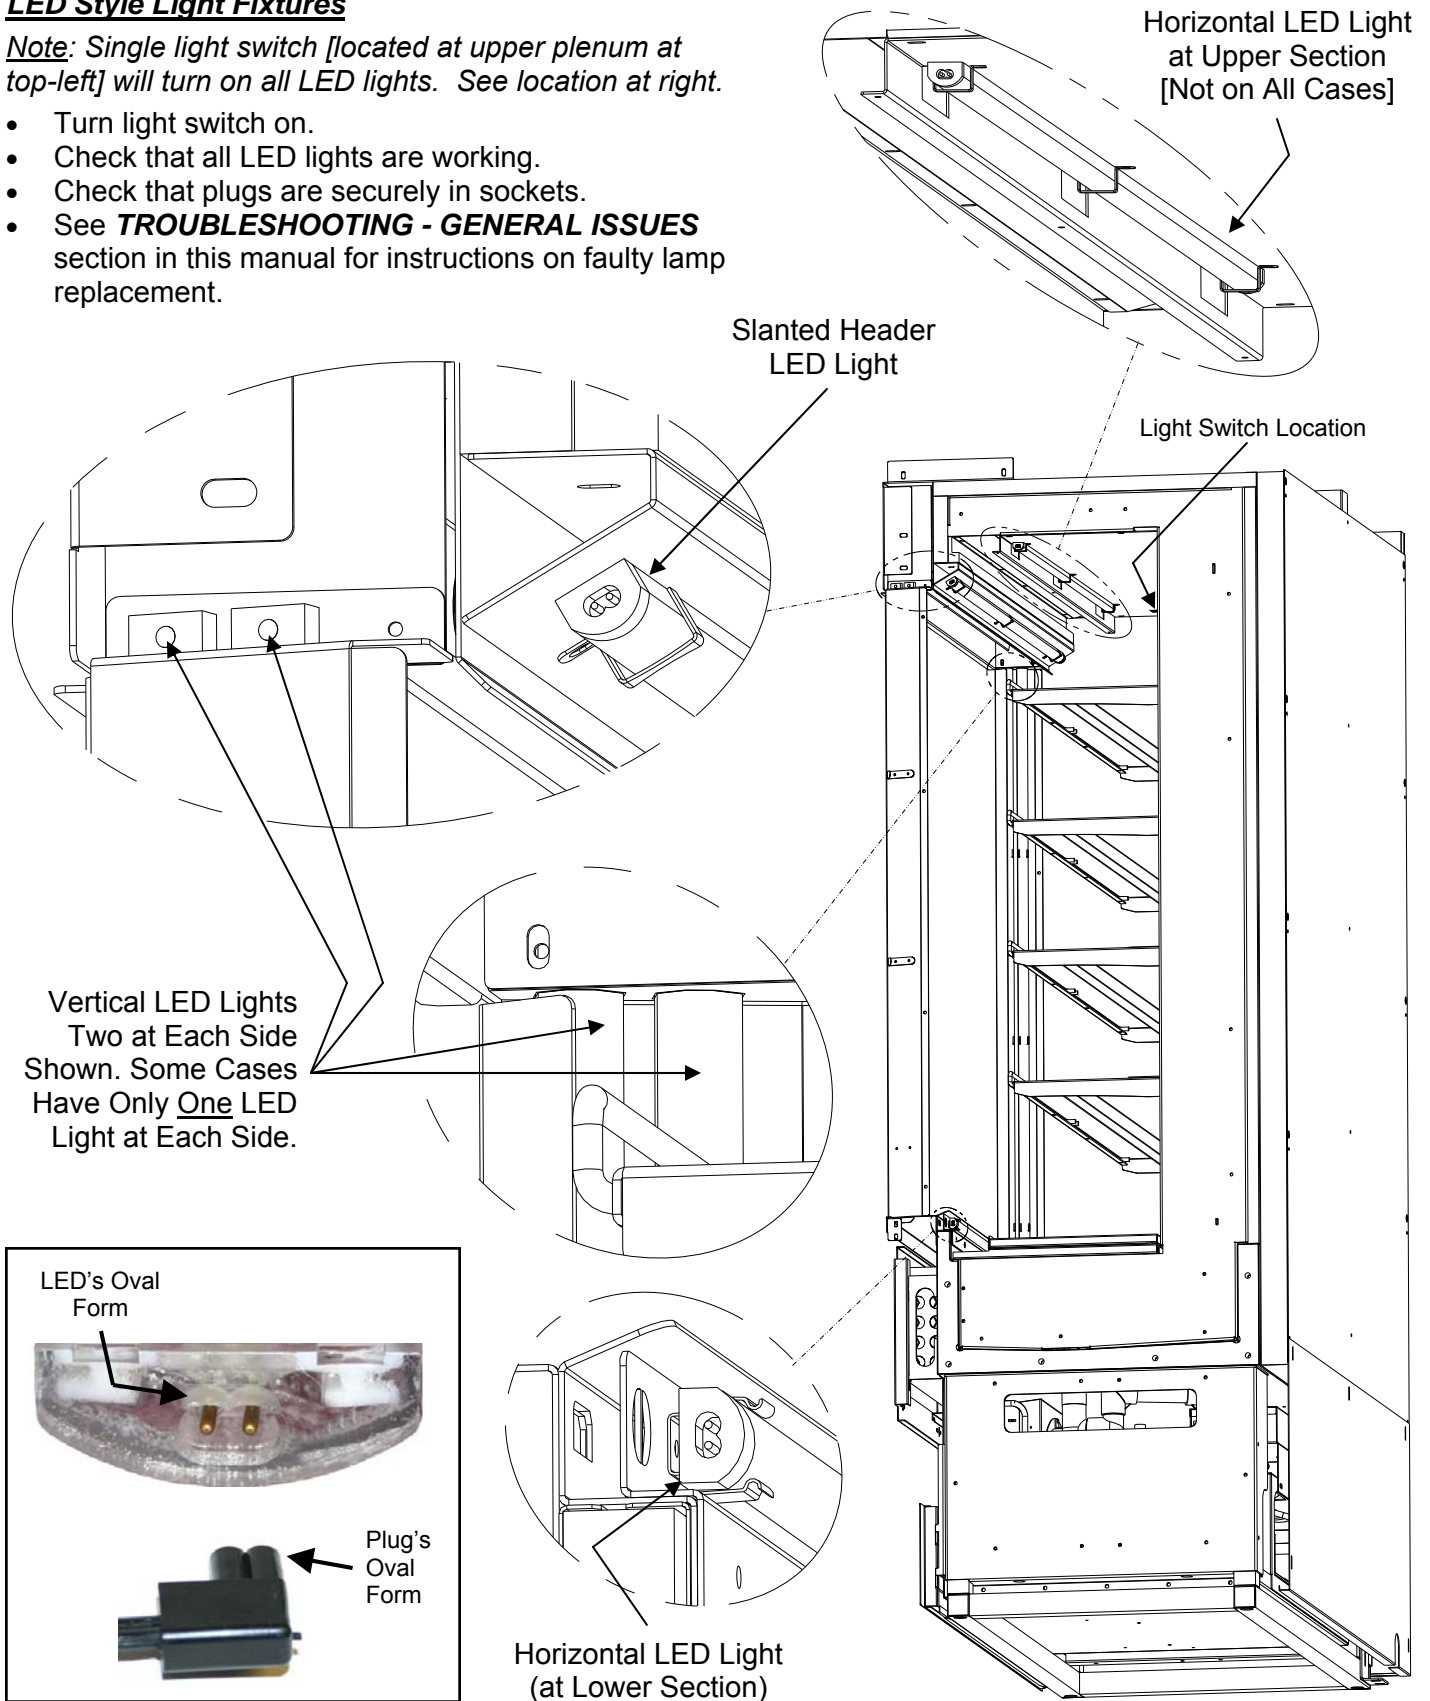 LED Style Light Fixtures
Note: Single light switch [located at upper plenum at
top-left] will turn on all LED lights.  See location at right.
• Turn light switch on.
• Check that all LED lights are working.
• Check that plugs are securely in sockets.
• See TROUBLESHOOTING - GENERAL ISSUES
section in this manual for instructions on faulty lamp
replacement.
Horizontal LED Light
at Upper Section
[Not on All Cases]
Slanted Header
LED Light
Light Switch Location
Vertical LED Lights
Two at Each Side
Shown. Some Cases
Have Only One LED
Light at Each Side.
LED's Oval
Form
Plug's
Oval
Form
Horizontal LED Light
(at Lower Section)